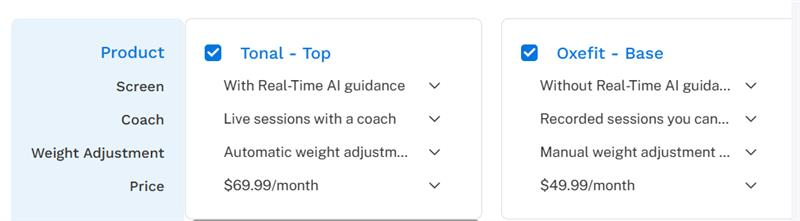 Product Tonal - Top Oxefit - Base
Screen With Real-Time AI guidance Without Real-Time AI guida...
Coach Live sessions with a coach Recorded sessions you can...
Weight Adjustment Automatic weight adjustm... Manual weight adjustment ...
Price $69.99/month $49.99/month